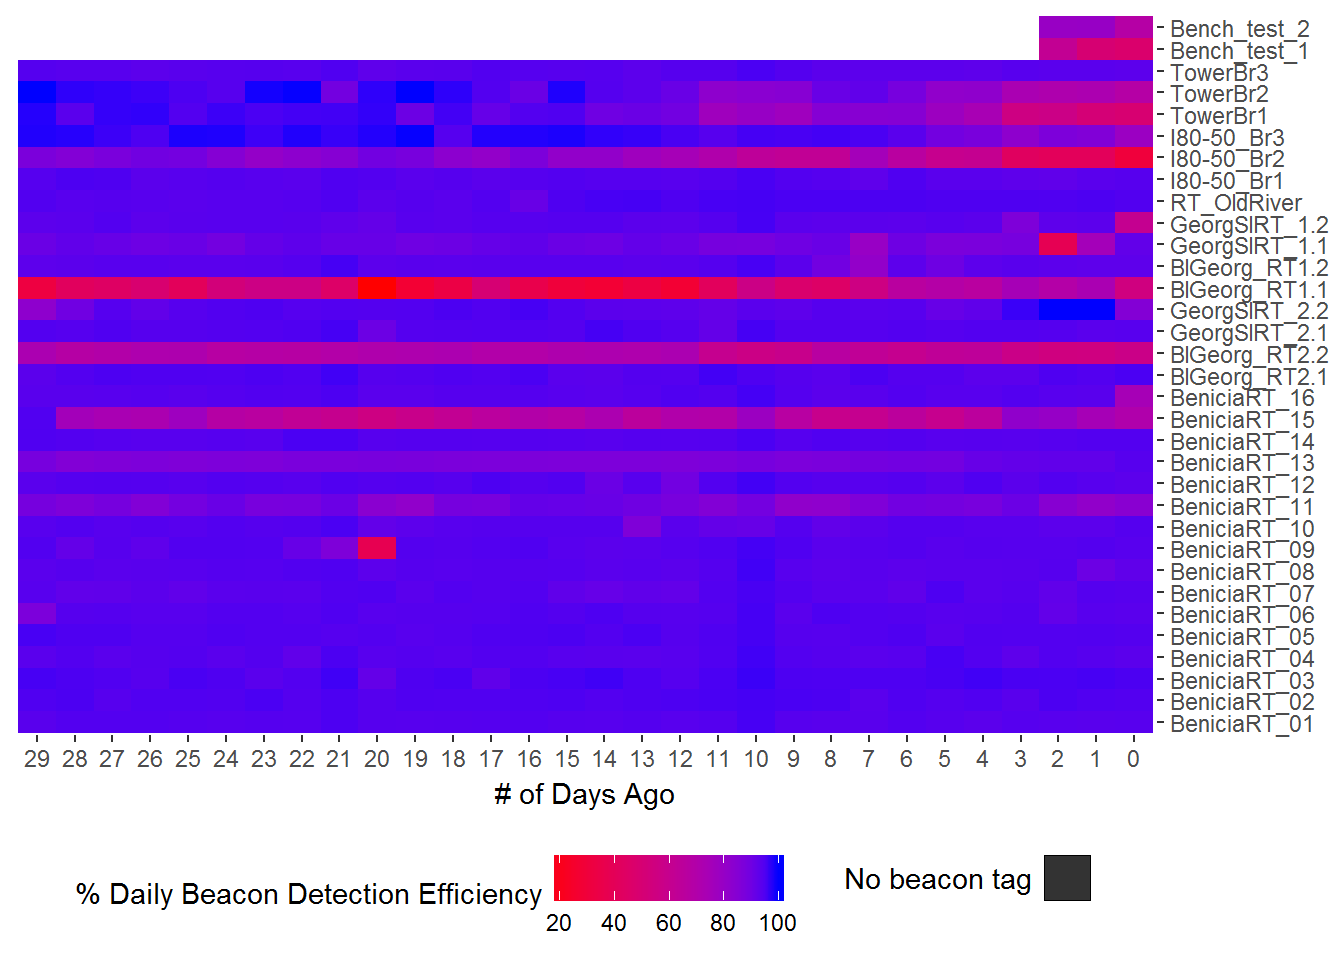 Bench_test_2
Bench_test_1
TowerBr3
TowerBr2
TowerBr1
I80-50_Br3
I80-50_Br2
I80-50_Br1
RT_OldRiver
GeorgSlRT_1.2
GeorgSlRT_1.1
BlGeorg_RT1.2
BlGeorg_RT1.1
GeorgSlRT_2.2
GeorgSlRT_2.1
BlGeorg_RT2.2
BlGeorg_RT2.1
BeniciaRT_16
BeniciaRT_15
BeniciaRT_14
BeniciaRT_13
BeniciaRT_12
BeniciaRT_11
BeniciaRT_10
BeniciaRT_09
BeniciaRT_08
BeniciaRT_07
BeniciaRT_06
BeniciaRT_05
BeniciaRT_04
BeniciaRT_03
BeniciaRT_02
BeniciaRT_01
29 28 27 26 25 24 23 22 21 20 19 18 17 16 15 14 13 12 11 10 9 8 7 6 5 4 3 2 1 0
# of Days Ago
% Daily Beacon Detection Efficiency
20 40 60 80 100
No beacon tag